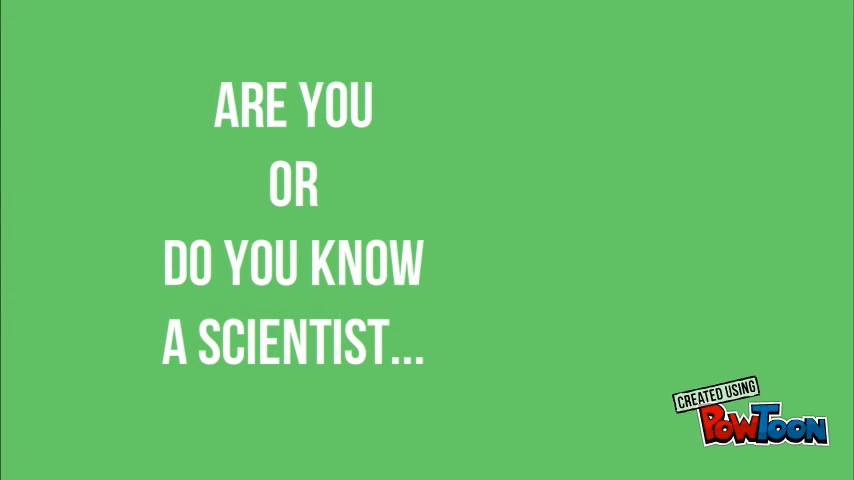 ARE YOU
OR
DO YOU KNOW
A SCIENTIST...
CREATED USING
POWTOON